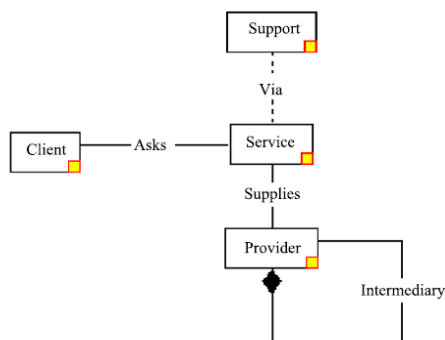 Support
Via
Client
Asks
Service
Supplies
Provider
Intermediary